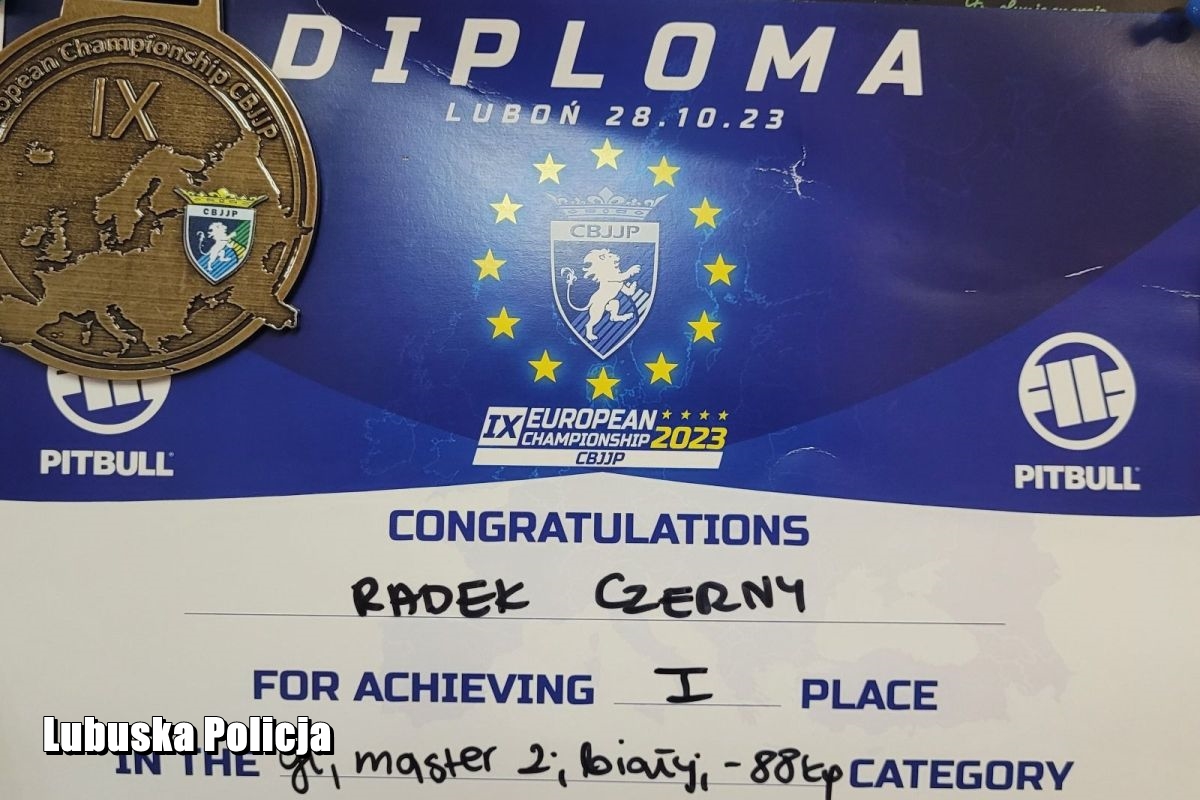 DIPLOMA
LUBOŃ 28.10.23
opean Championship CBJJP
IX
CBJJP
CBJJP
IX EUROPEAN CHAMPIONSHIP 2023
CBJJP
PITBULL
PITBULL
CONGRATULATIONS
RADEK CZERNY
FOR ACHIEVING I PLACE
Lubuska Policja
IN THE gi, master 2; biały; -88kg CATEGORY